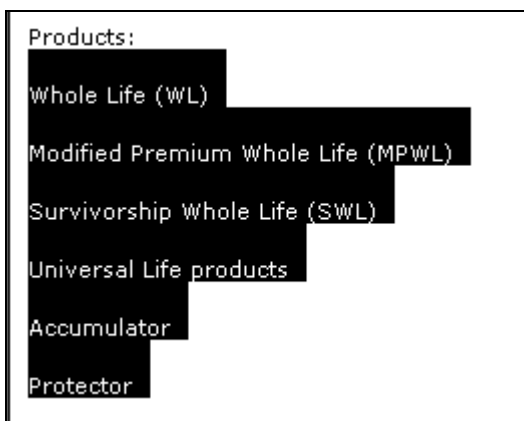 Products:
Whole Life (WL)
Modified Premium Whole Life (MPWL)
Survivorship Whole Life (SWL)
Universal Life products
Accumulator
Protector